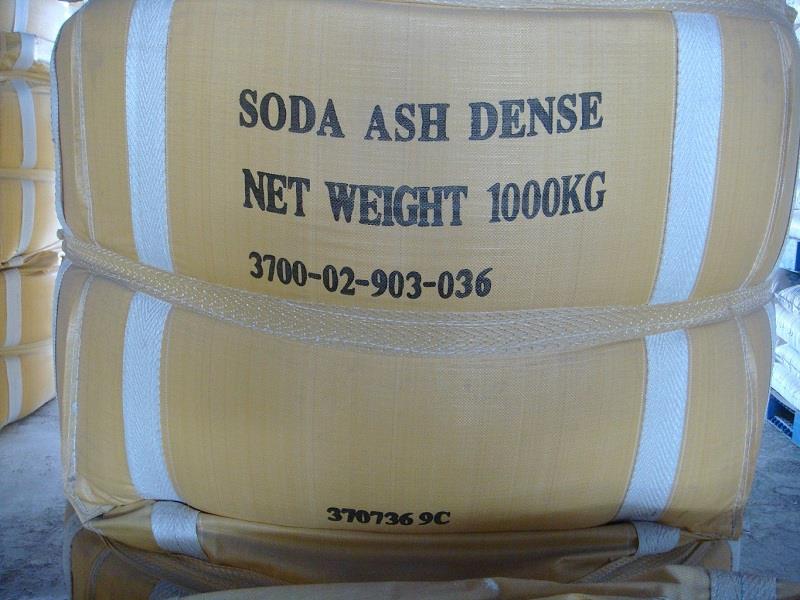 SODA ASH DENSE
NET WEIGHT 1000KG
3700-02-903-036
370736 9C